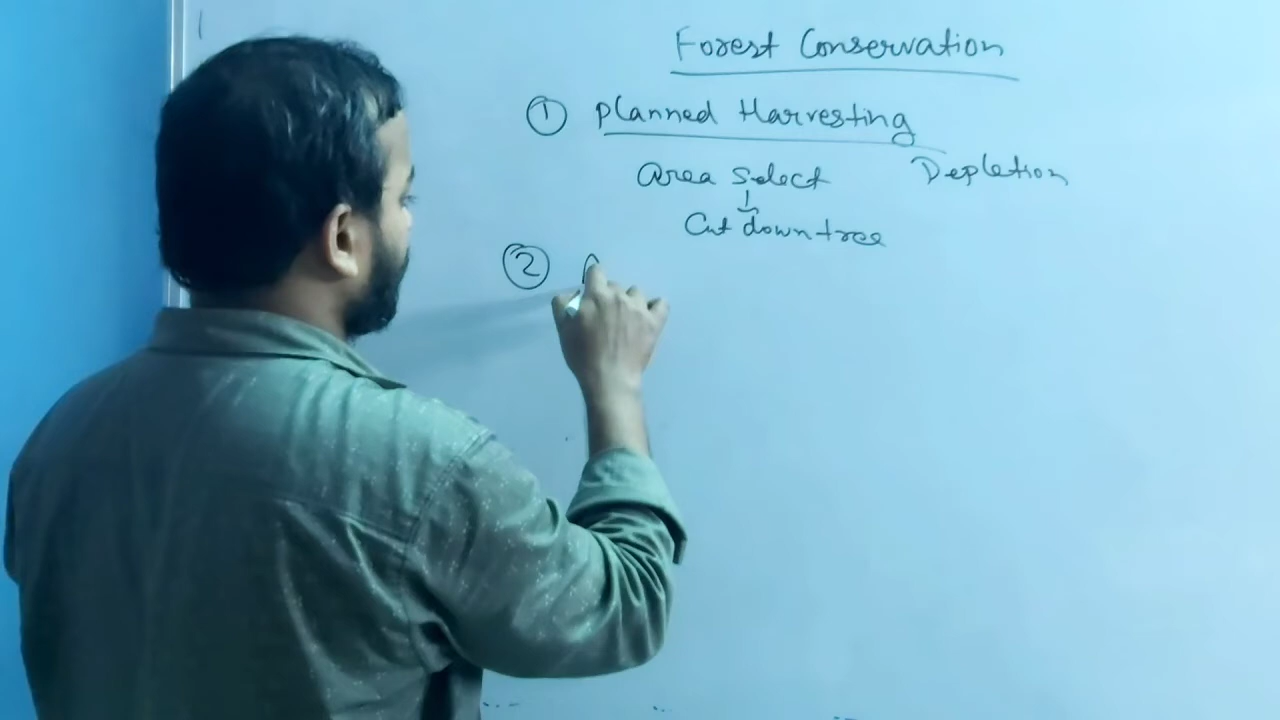 Forest Conservation
① Planned Harvesting
Area Select Depletion
↓
Cut down tree
②